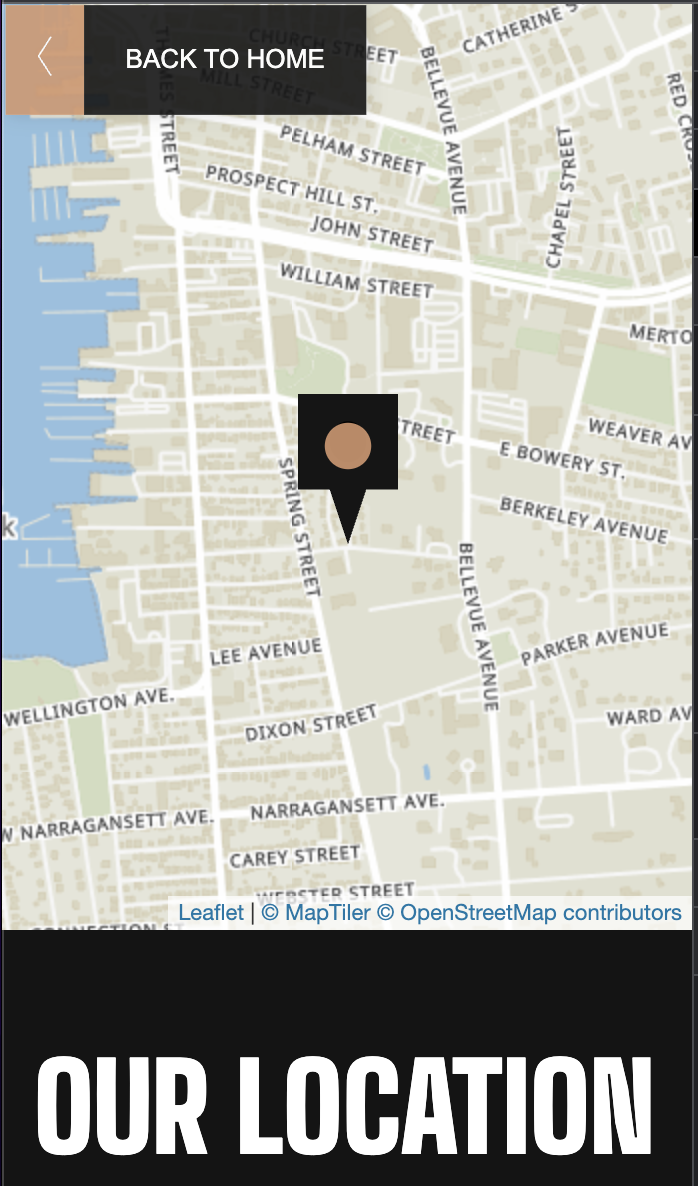 BACK TO HOME
CHURCH STREET
CATHERINE S
MILL STREET
THAMES STREET
BELLEVUE AVENUE
RED CRO
PELHAM STREET
CHAPEL STREET
PROSPECT HILL ST.
JOHN STREET
WILLIAM STREET
MERTO
STREET
WEAVER AV
E BOWERY ST.
SPRING STREET
BERKELEY AVENUE
k
BELLEVUE AVENUE
LEE AVENUE
PARKER AVENUE
WELLINGTON AVE.
DIXON STREET
WARD AV
NARRAGANSETT AVE.
W NARRAGANSETT AVE.
CAREY STREET
WEBSTER STREET
CONNECTION ST
Leaflet | © MapTiler © OpenStreetMap contributors
OUR LOCATION